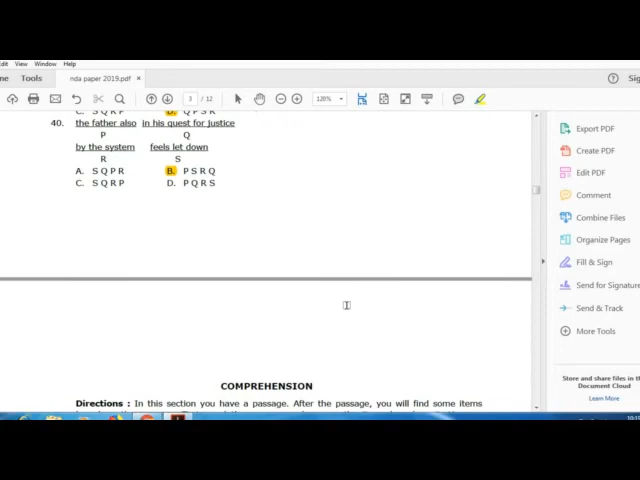 dit View Window Help
me Tools nda paper 2019.pdf × Sig
3 / 12 120%
C. S Q R P D. Q P S R
40. the father also in his quest for justice
P Q
by the system feels let down
R S
A. S Q P R B. P S R Q
C. S Q R P D. P Q R S
COMPREHENSION
Directions : In this section you have a passage. After the passage, you will find some items
Export PDF
Create PDF
Edit PDF
Comment
Combine Files
Organize Pages
Fill & Sign
Send for Signature
Send & Track
More Tools
Store and share files in th
Document Cloud
Learn More